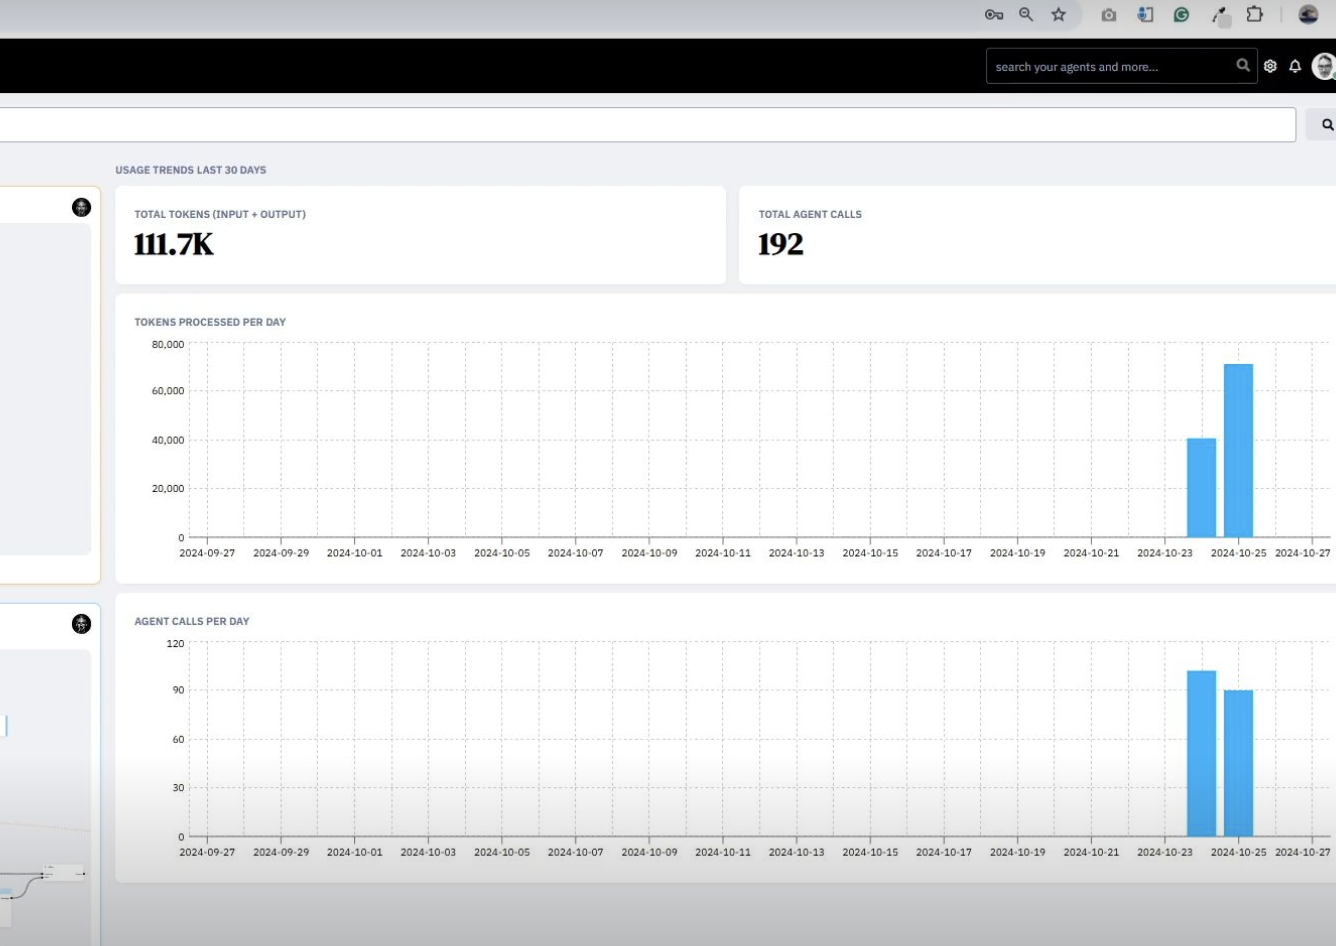 search your agents and more...
USAGE TRENDS LAST 30 DAYS
TOTAL TOKENS (INPUT + OUTPUT)
111.7K
TOTAL AGENT CALLS
192
TOKENS PROCESSED PER DAY
80,000
60,000
40,000
20,000
0
2024-09-27 2024-09-29 2024-10-01 2024-10-03 2024-10-05 2024-10-07 2024-10-09 2024-10-11 2024-10-13 2024-10-15 2024-10-17 2024-10-19 2024-10-21 2024-10-23 2024-10-25 2024-10-27
AGENT CALLS PER DAY
120
90
60
30
0
2024-09-27 2024-09-29 2024-10-01 2024-10-03 2024-10-05 2024-10-07 2024-10-09 2024-10-11 2024-10-13 2024-10-15 2024-10-17 2024-10-19 2024-10-21 2024-10-23 2024-10-25 2024-10-27